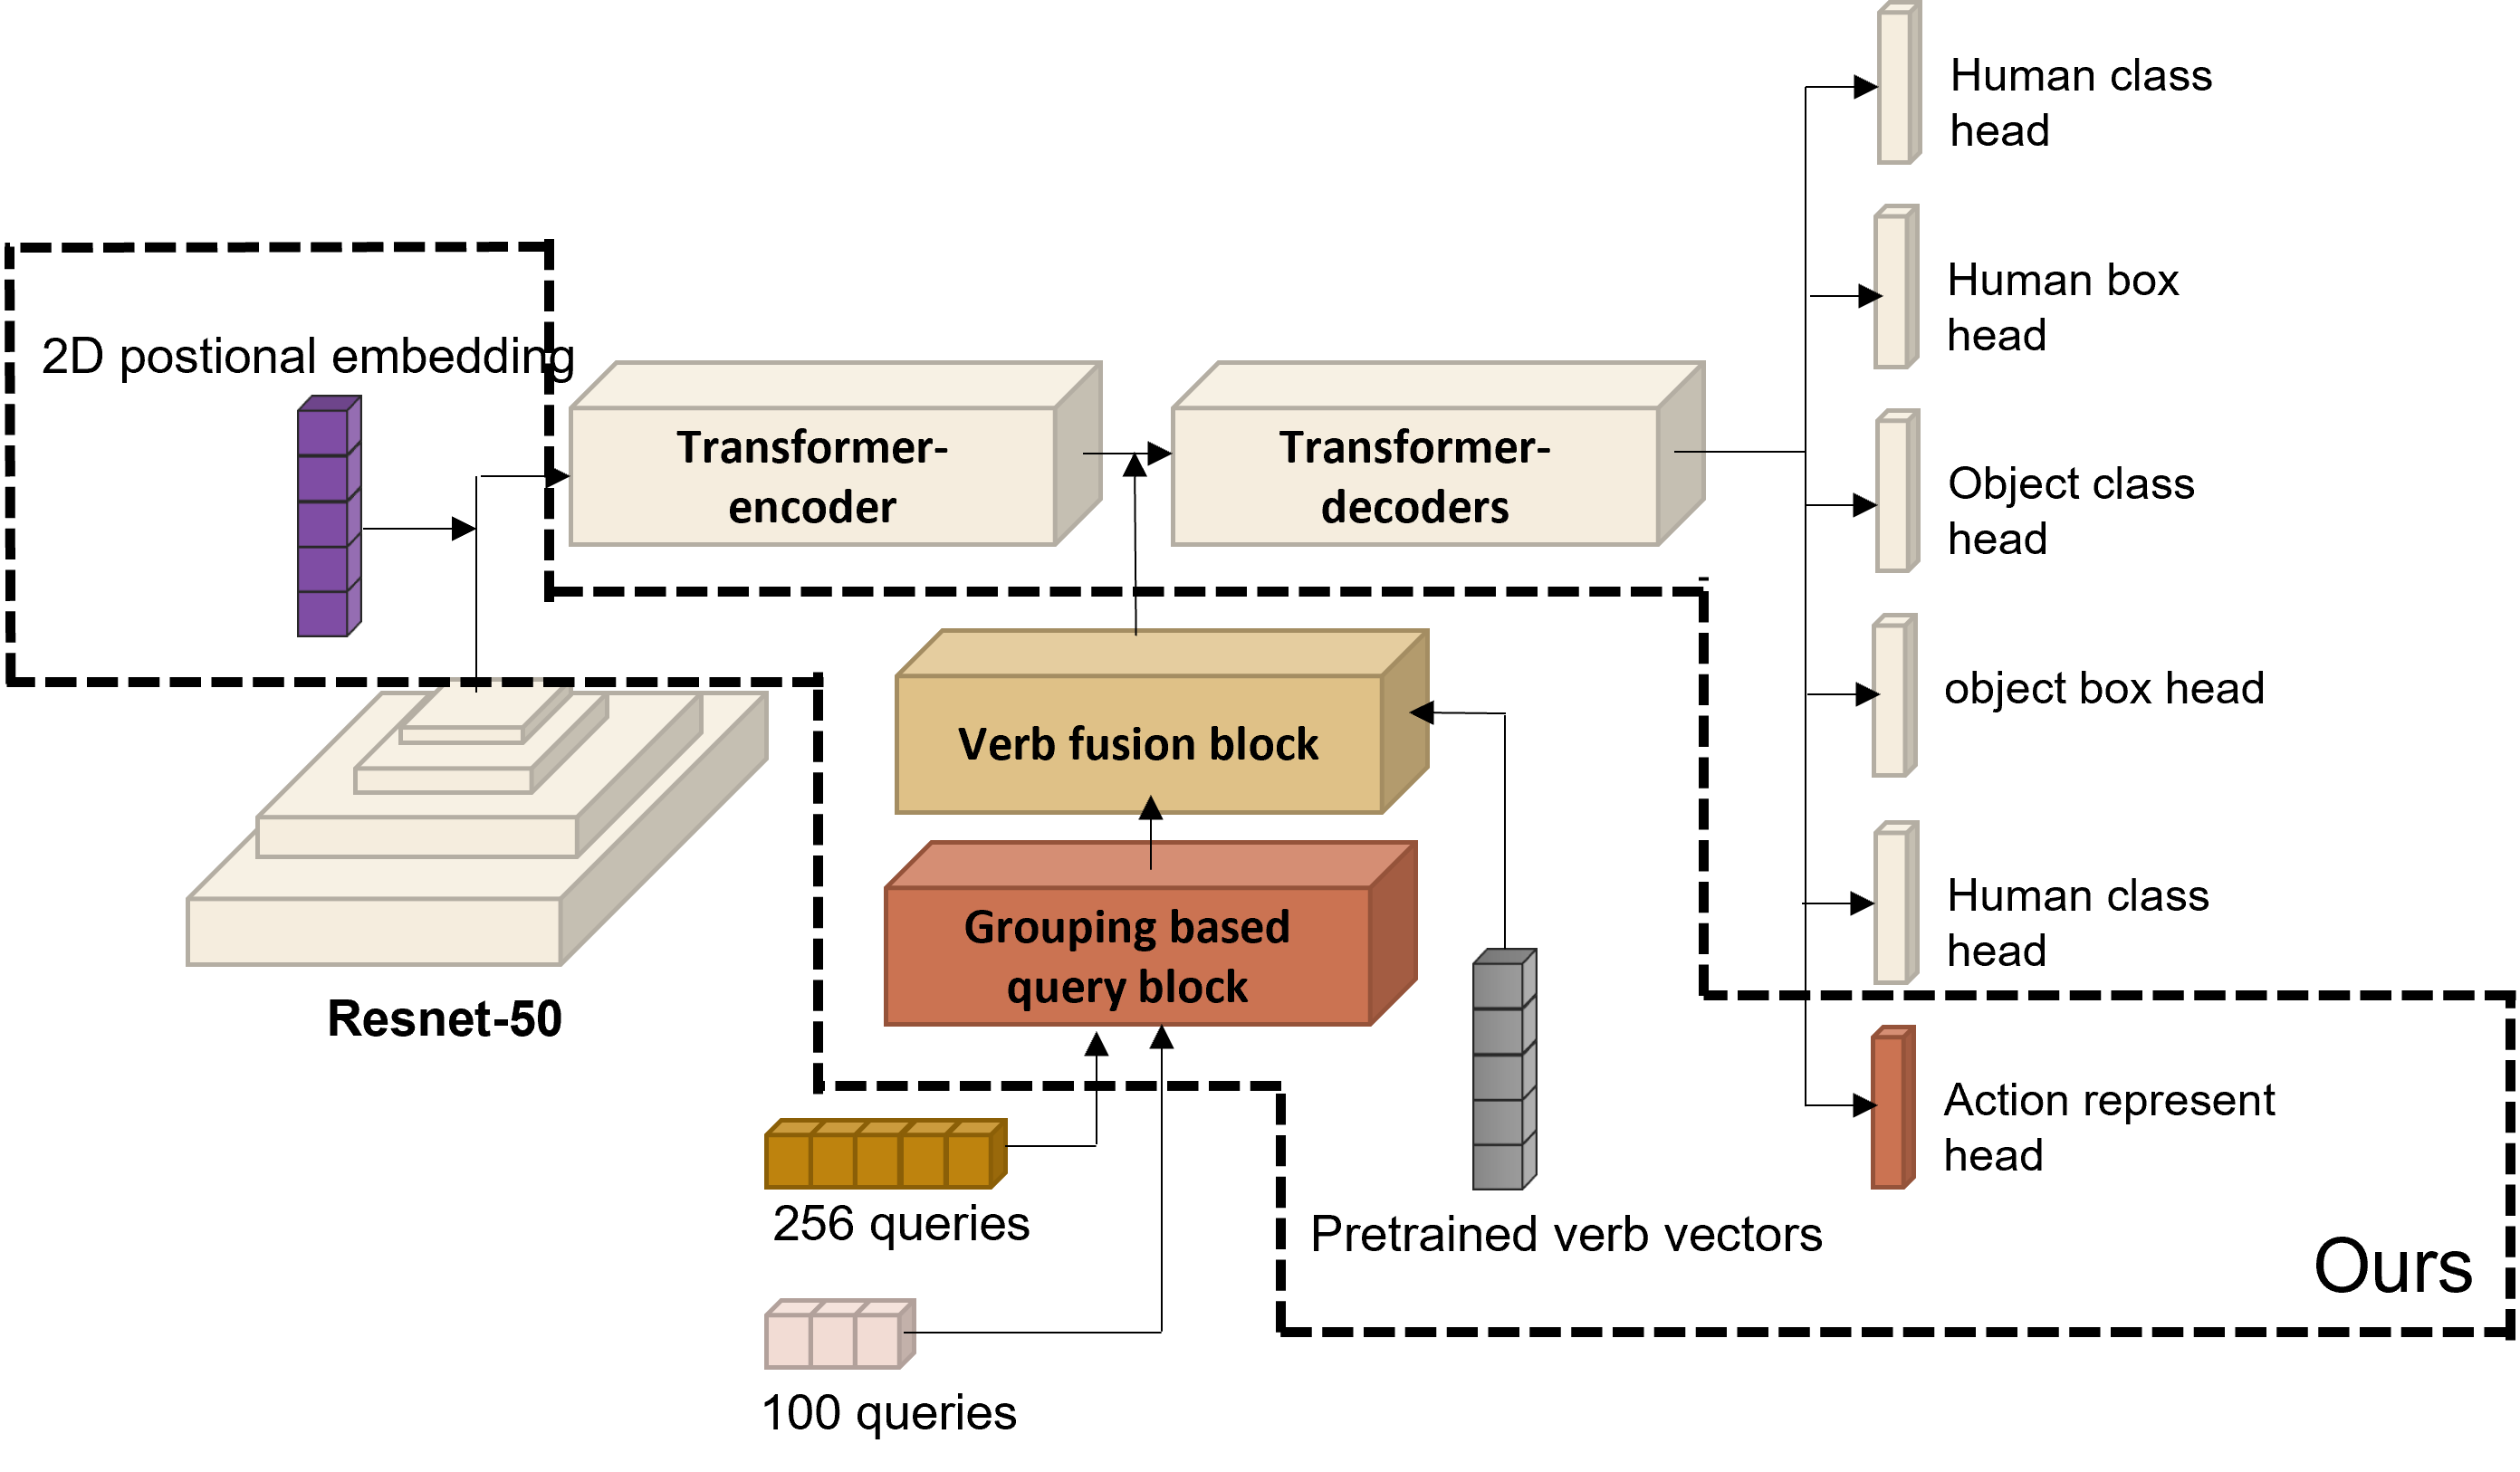 Human class
head
Human box
head
2D postional embedding
Transformer-
encoder
Transformer-
decoders
Object class
head
object box head
Verb fusion block
Grouping based
query block
Human class
head
Resnet-50
Action represent
head
256 queries
Pretrained verb vectors
Ours
100 queries